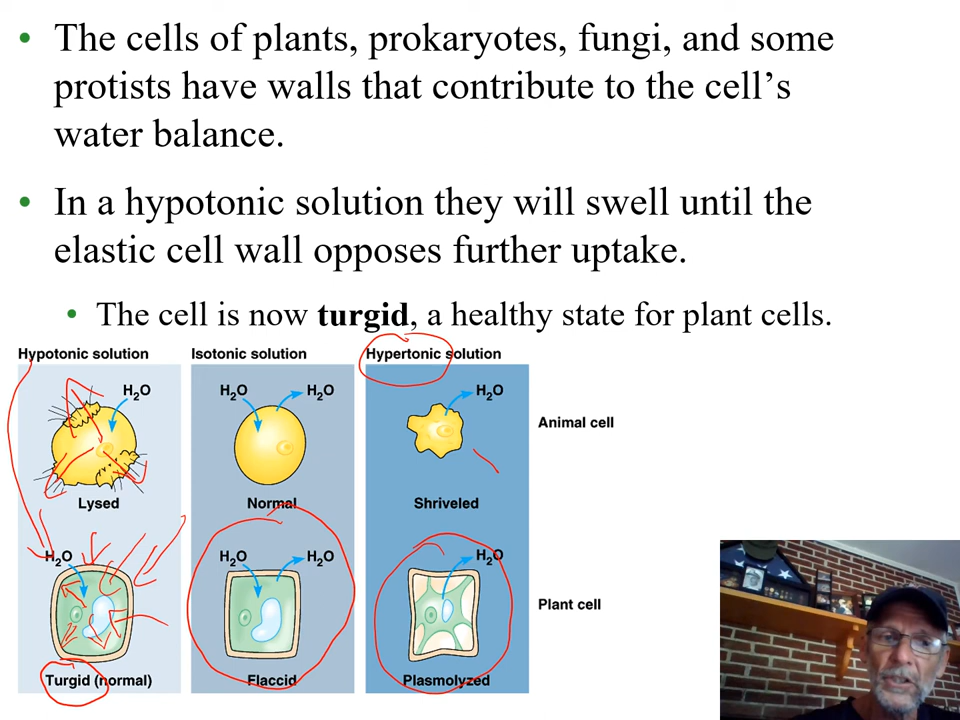 • The cells of plants, prokaryotes, fungi, and some
protists have walls that contribute to the cell’s
water balance.
• In a hypotonic solution they will swell until the
elastic cell wall opposes further uptake.
• The cell is now turgid, a healthy state for plant cells.
Hypotonic solution Isotonic solution Hypertonic solution
H₂O H₂O H₂O H₂O
Animal cell
Lysed Normal Shriveled
H₂O H₂O H₂O H₂O
Plant cell
Turgid (normal) Flaccid Plasmolyzed